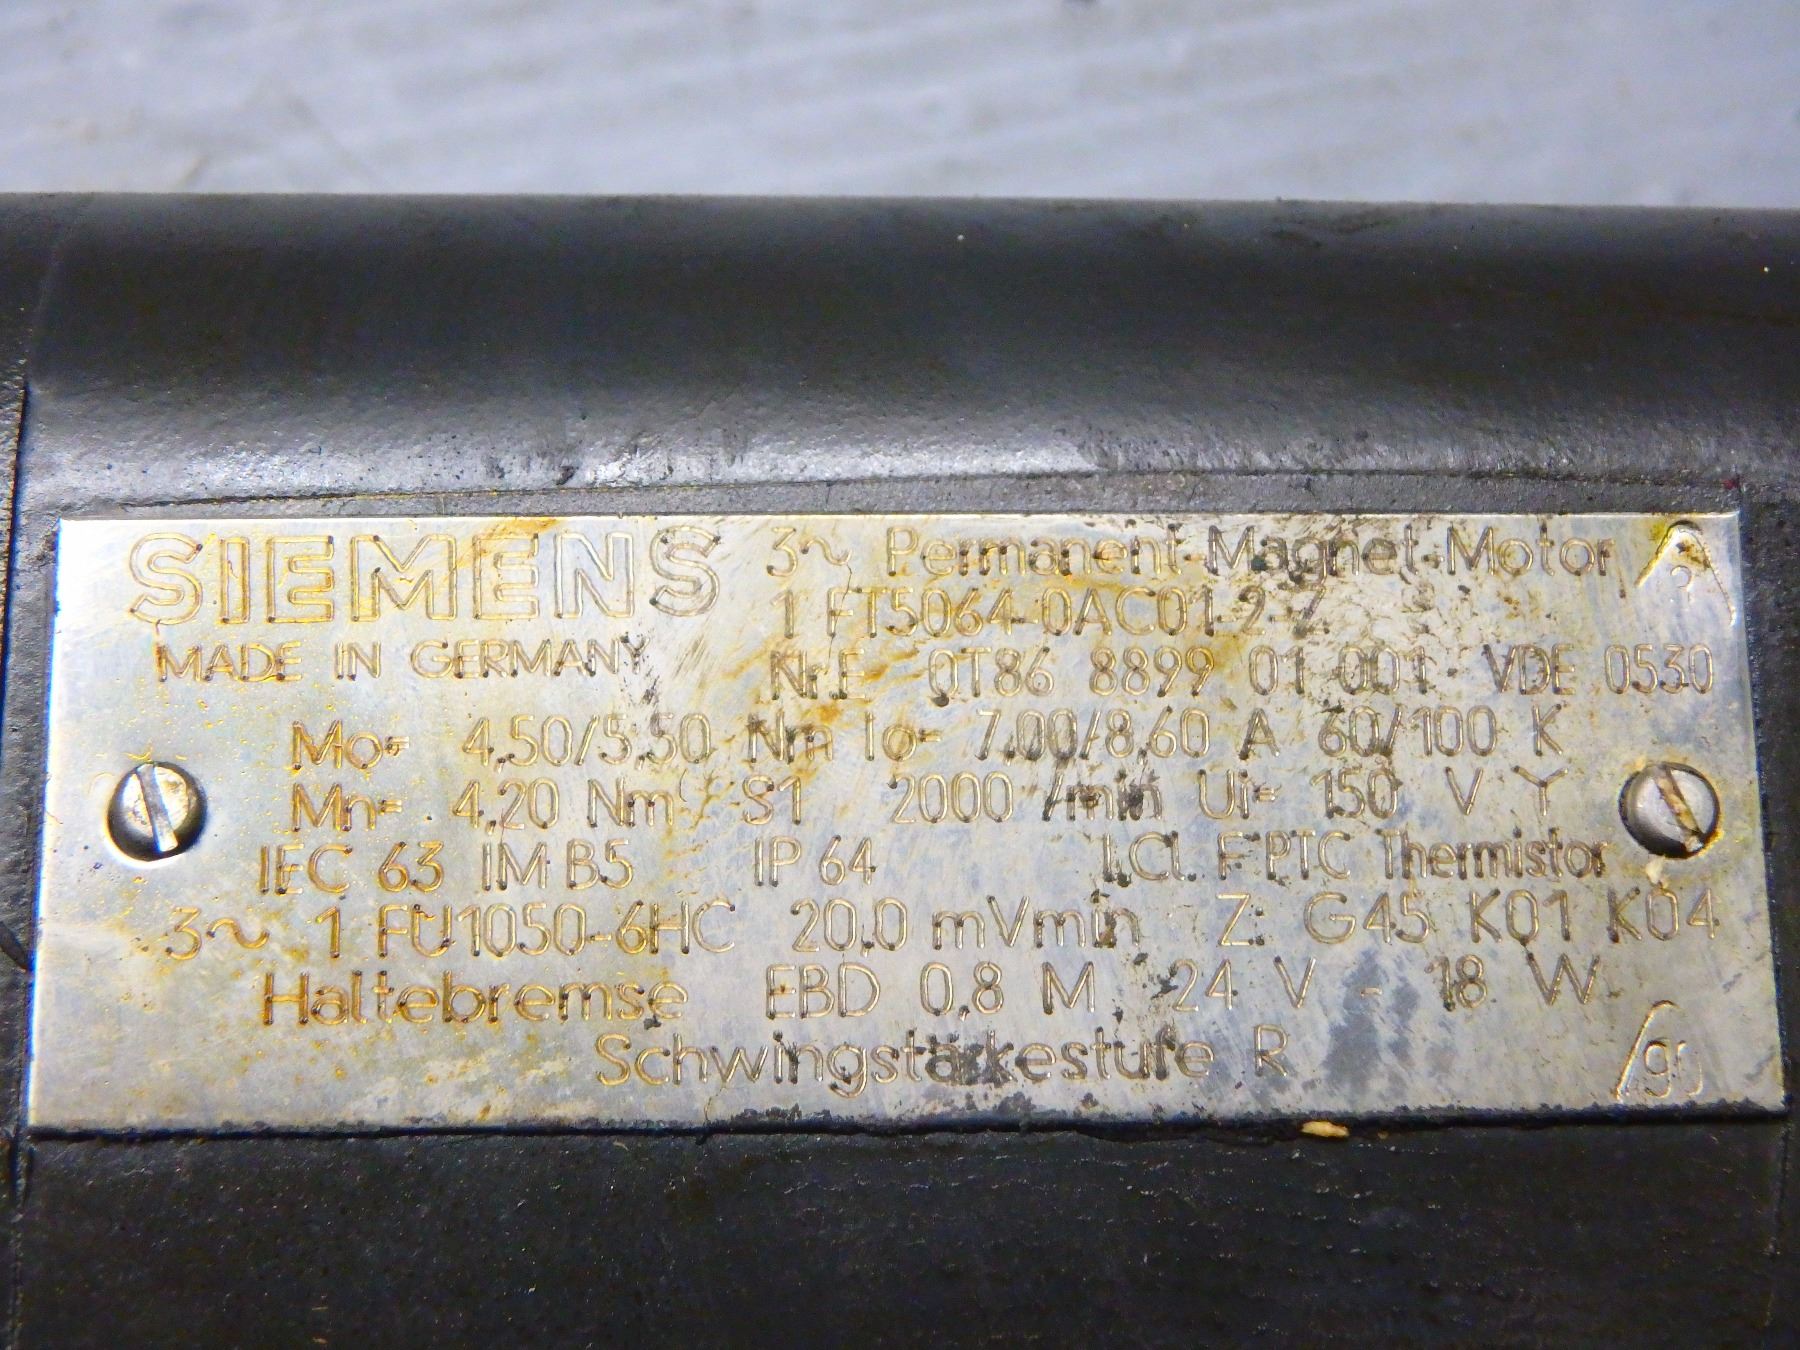 SIEMENS 3~ Permanent-Magnet-Motor
MADE IN GERMANY 1 FT5064-0AC01-2-Z
Nr.E 0T86 8899 01 001 VDE 0530
Mo= 4,50/5,50 Nm Io= 7.00/8,60 A 60/100 K
Mn= 4,20 Nm S1 2000 /min Ui= 150 V Y
IEC 63 IM B5 IP 64 I.Cl. F PTC Thermistor
3~ 1 FU1050-6HC 20,0 mVmin Z: G45 K01 K04
Haltebremse EBD 0,8 M 24 V - 18 W
Schwingstärkestufe R